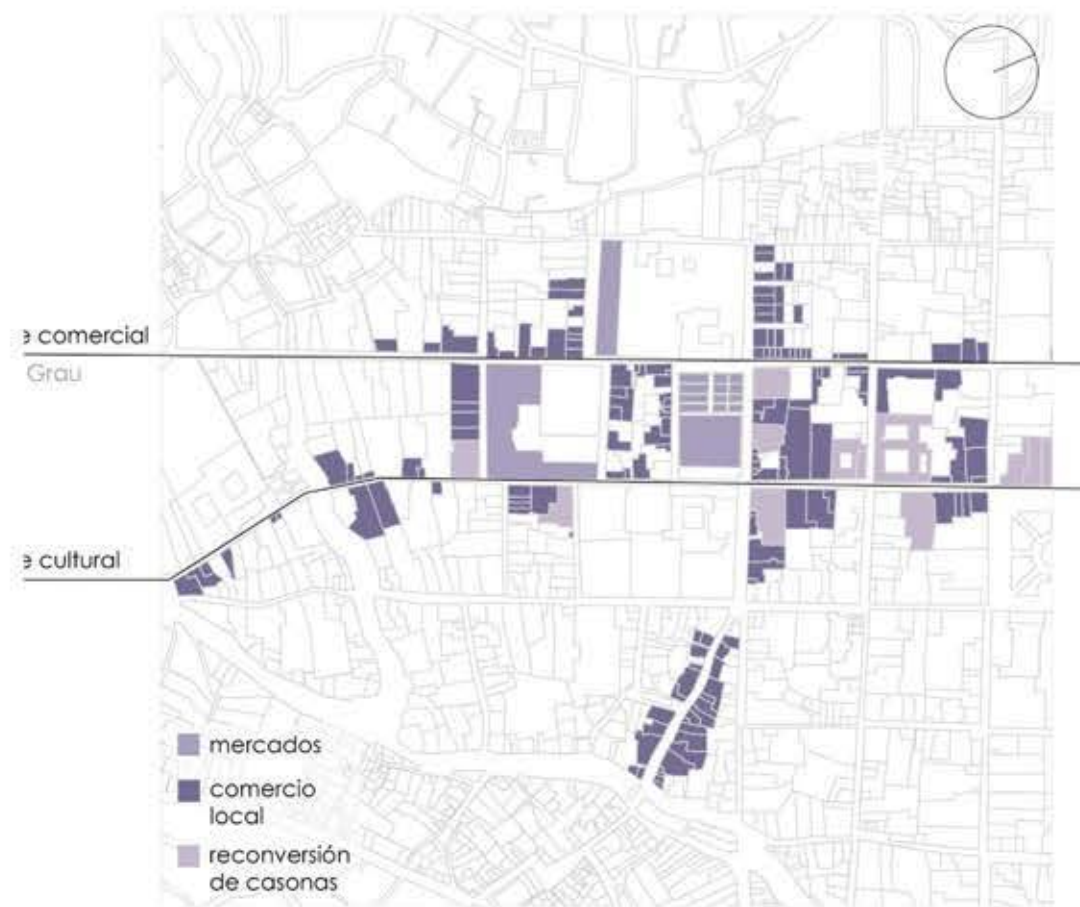 e comercial
Grau
e cultural
mercados
comercio
local
reconversión
de casonas